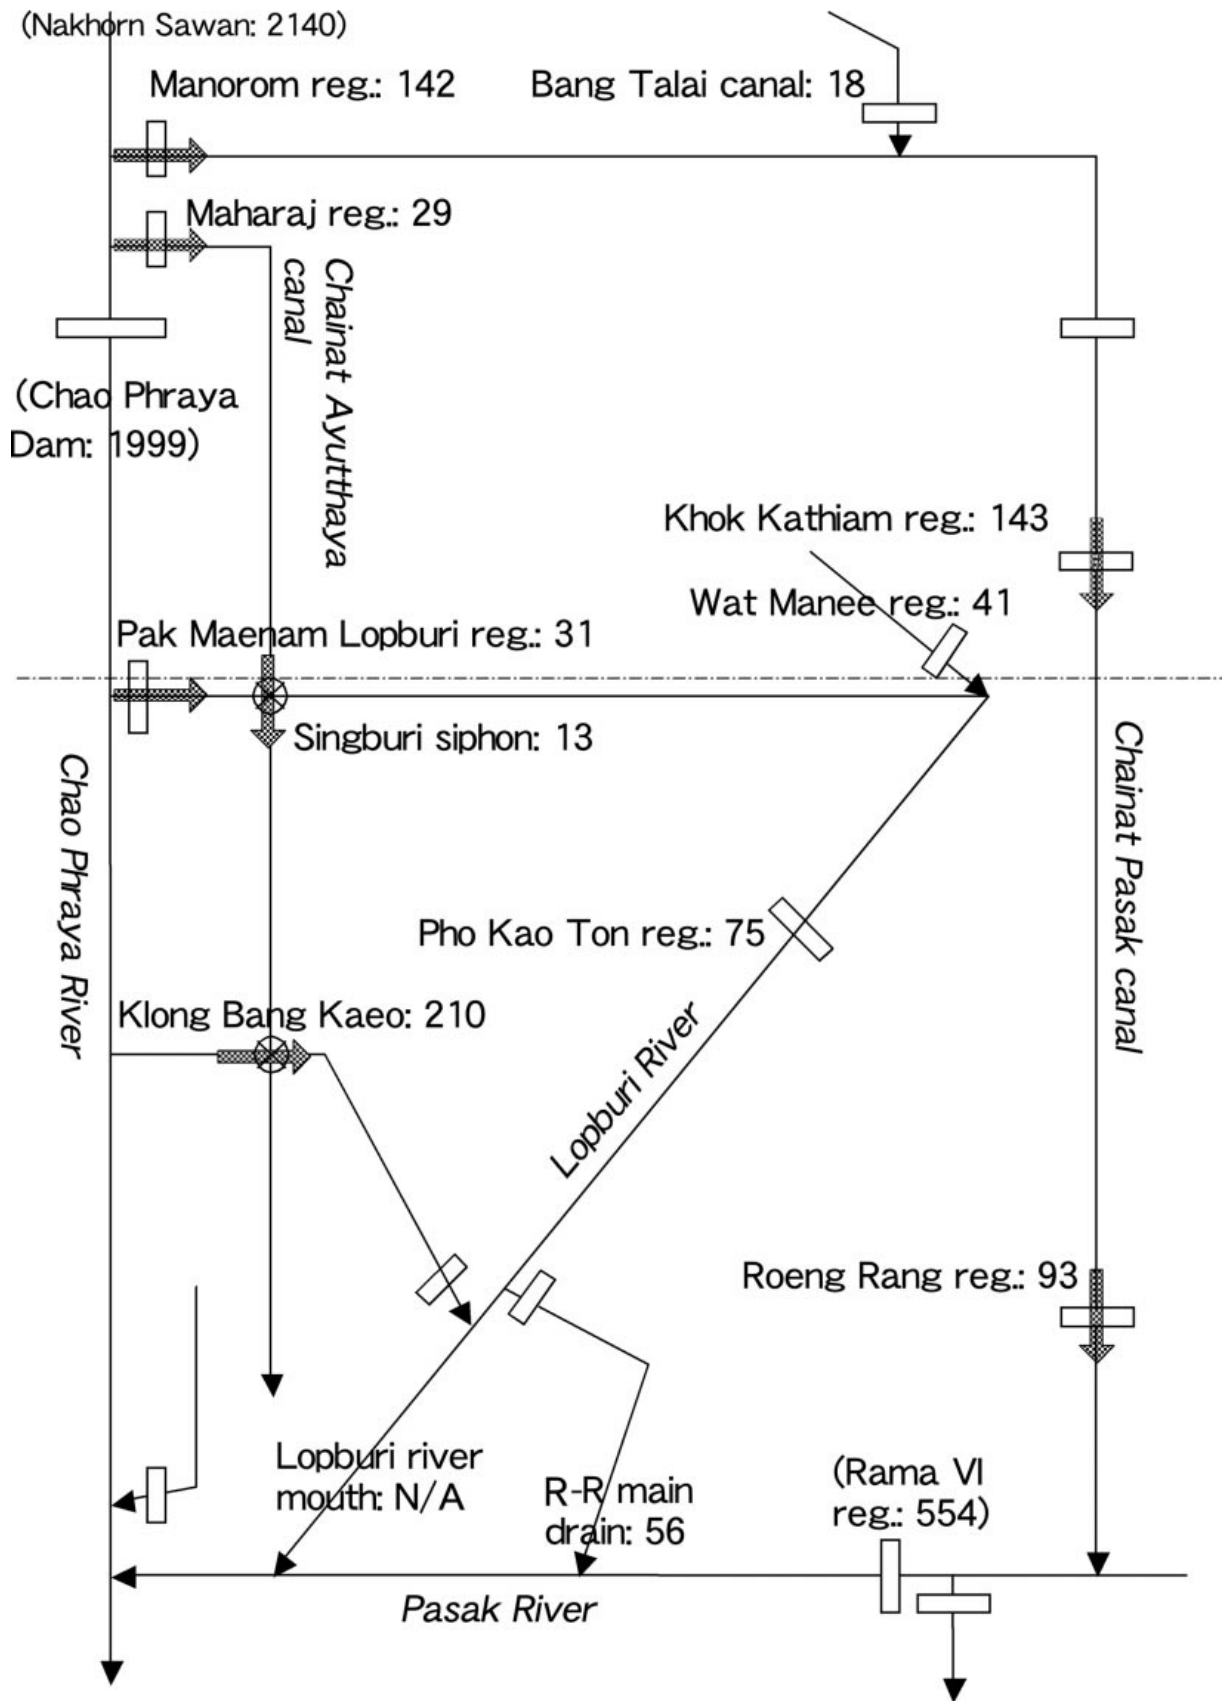 (Nakhorn Sawan: 2140)
Manorom reg.: 142
Bang Talai canal: 18
Maharaj reg.: 29
Chainat Ayutthaya
canal
(Chao Phraya
Dam: 1999)
Khok Kathiam reg.: 143
Wat Manee reg.: 41
Pak Maenam Lopburi reg.: 31
Singburi siphon: 13
Chao Phraya River
Chainat Pasak canal
Pho Kao Ton reg.: 75
Klong Bang Kaeo: 210
Lopburi River
Roeng Rang reg.: 93
Lopburi river
mouth: N/A
R-R main
drain: 56
(Rama VI
reg.: 554)
Pasak River